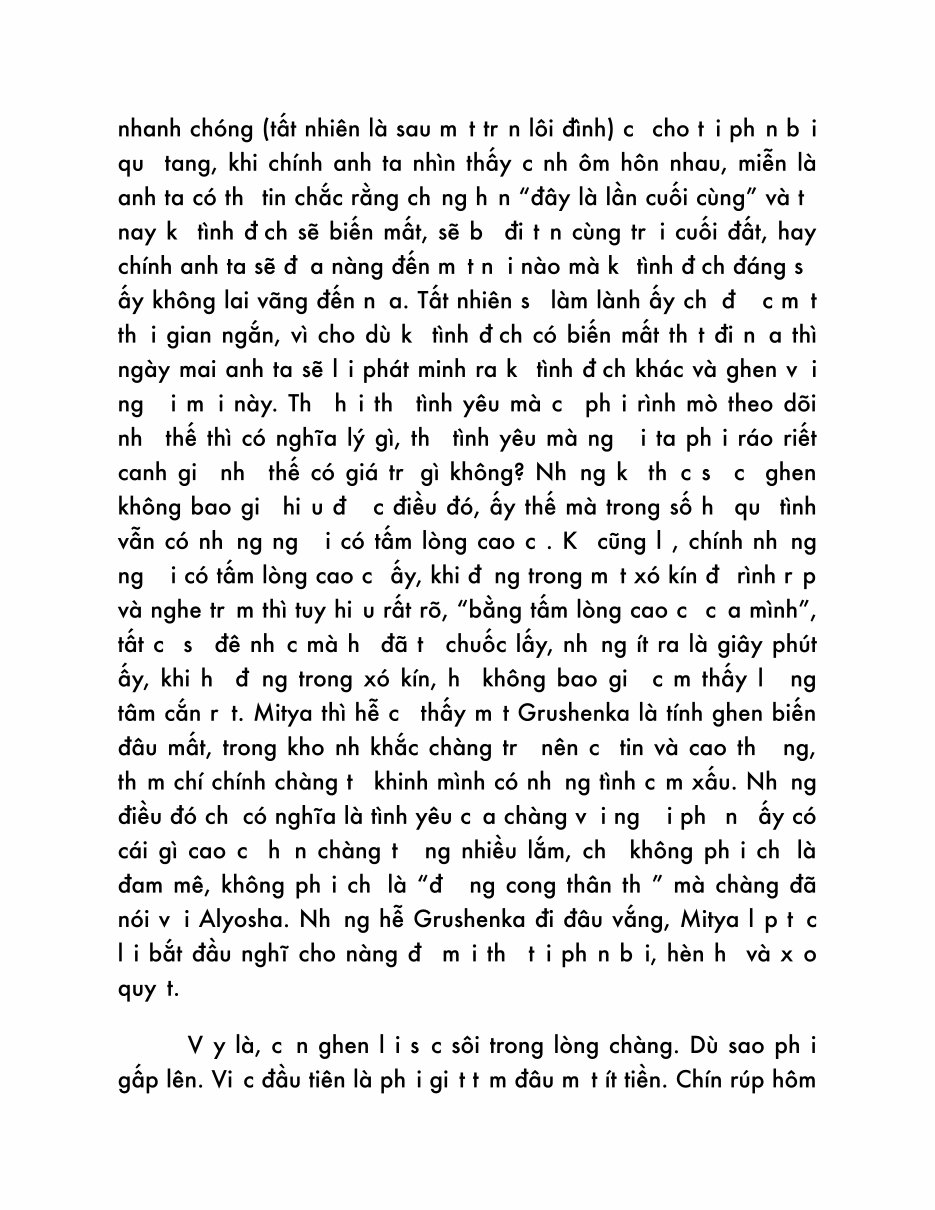 nhanh chóng (tất nhiên là sau m t tr n lôi đình) c  cho t i ph n b i
qu  tang, khi chính anh ta nhìn thấy c nh ôm hôn nhau, miễn là
anh ta có th  tin chắc rằng ch ng h n “đây là lần cuối cùng” và t
nay k  tình đ ch sẽ biến mất, sẽ b  đi t n cùng tr i cuối đất, hay
chính anh ta sẽ đ a nàng đến m t n i nào mà k  tình đ ch đáng s
ấy không lai vãng đến n a. Tất nhiên s  làm lành ấy ch  đ  c m t
th i gian ngắn, vì cho dù k  tình đ ch có biến mất th t đi n a thì
ngày mai anh ta sẽ l i phát minh ra k  tình đ ch khác và ghen v i
ng  i m i này. Th  h i th  tình yêu mà c  ph i rình mò theo dõi
nh  thế thì có nghĩa lý gì, th  tình yêu mà ng  i ta ph i ráo riết
canh gi  nh  thế có giá tr  gì không? Nh ng k  th c s  c  ghen
không bao gi  hi u đ  c điều đó, ấy thế mà trong số h  qu  tình
vẫn có nh ng ng  i có tấm lòng cao c . K  cũng l , chính nh ng
ng  i có tấm lòng cao c  ấy, khi đ ng trong m t xó kín đ  rình r p
và nghe tr m thì tuy hi u rất rõ, “bằng tấm lòng cao c  c a mình”,
tất c  s  đê nh c mà h  đã t  chuốc lấy, nh ng ít ra là giây phút
ấy, khi h  đ ng trong xó kín, h  không bao gi  c m thấy l  ng
tâm cắn r t. Mitya thì hễ c  thấy m t Grushenka là tính ghen biến
đâu mất, trong kho nh khắc chàng tr  nên c  tin và cao th  ng,
th m chí chính chàng t  khinh mình có nh ng tình c m xấu. Nh ng
điều đó ch  có nghĩa là tình yêu c a chàng v i ng  i ph  n  ấy có
cái gì cao c  h n chàng t  ng nhiều lắm, ch  không ph i ch  là
đam mê, không ph i ch  là “đ  ng cong thân th ” mà chàng đã
nói v i Alyosha. Nh ng hễ Grushenka đi đâu vắng, Mitya l p t c
l i bắt đầu nghĩ cho nàng đ  m i th  t i ph n b i, hèn h  và x o
quy t.
V y là, c n ghen l i s c sôi trong lòng chàng. Dù sao ph i
gấp lên. Vi c đầu tiên là ph i gi t t m đâu m t ít tiền. Chín rúp hôm